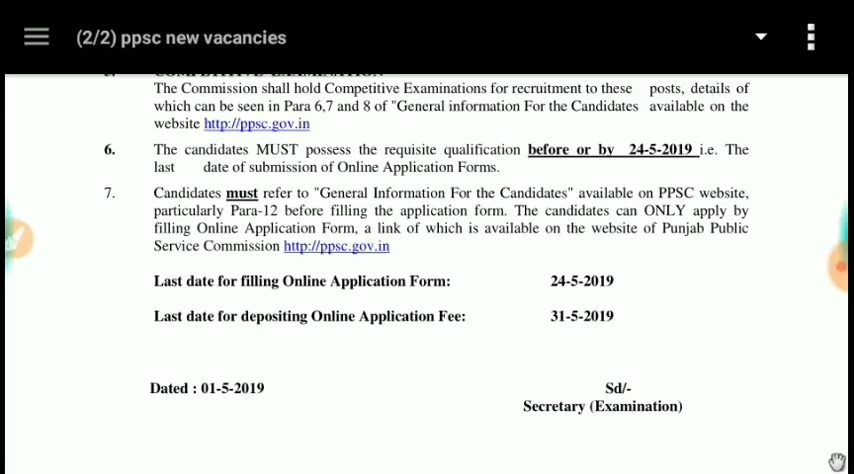 (2/2) ppsc new vacancies
5. COMPETITIVE EXAMINATION
The Commission shall hold Competitive Examinations for recruitment to these posts, details of
which can be seen in Para 6,7 and 8 of "General information For the Candidates available on the
website http://ppsc.gov.in
6. The candidates MUST possess the requisite qualification before or by 24-5-2019 i.e. The
last date of submission of Online Application Forms.
7. Candidates must refer to "General Information For the Candidates" available on PPSC website,
particularly Para-12 before filling the application form. The candidates can ONLY apply by
filling Online Application Form, a link of which is available on the website of Punjab Public
Service Commission http://ppsc.gov.in
Last date for filling Online Application Form: 24-5-2019
Last date for depositing Online Application Fee: 31-5-2019
Dated : 01-5-2019 Sd/-
Secretary (Examination)